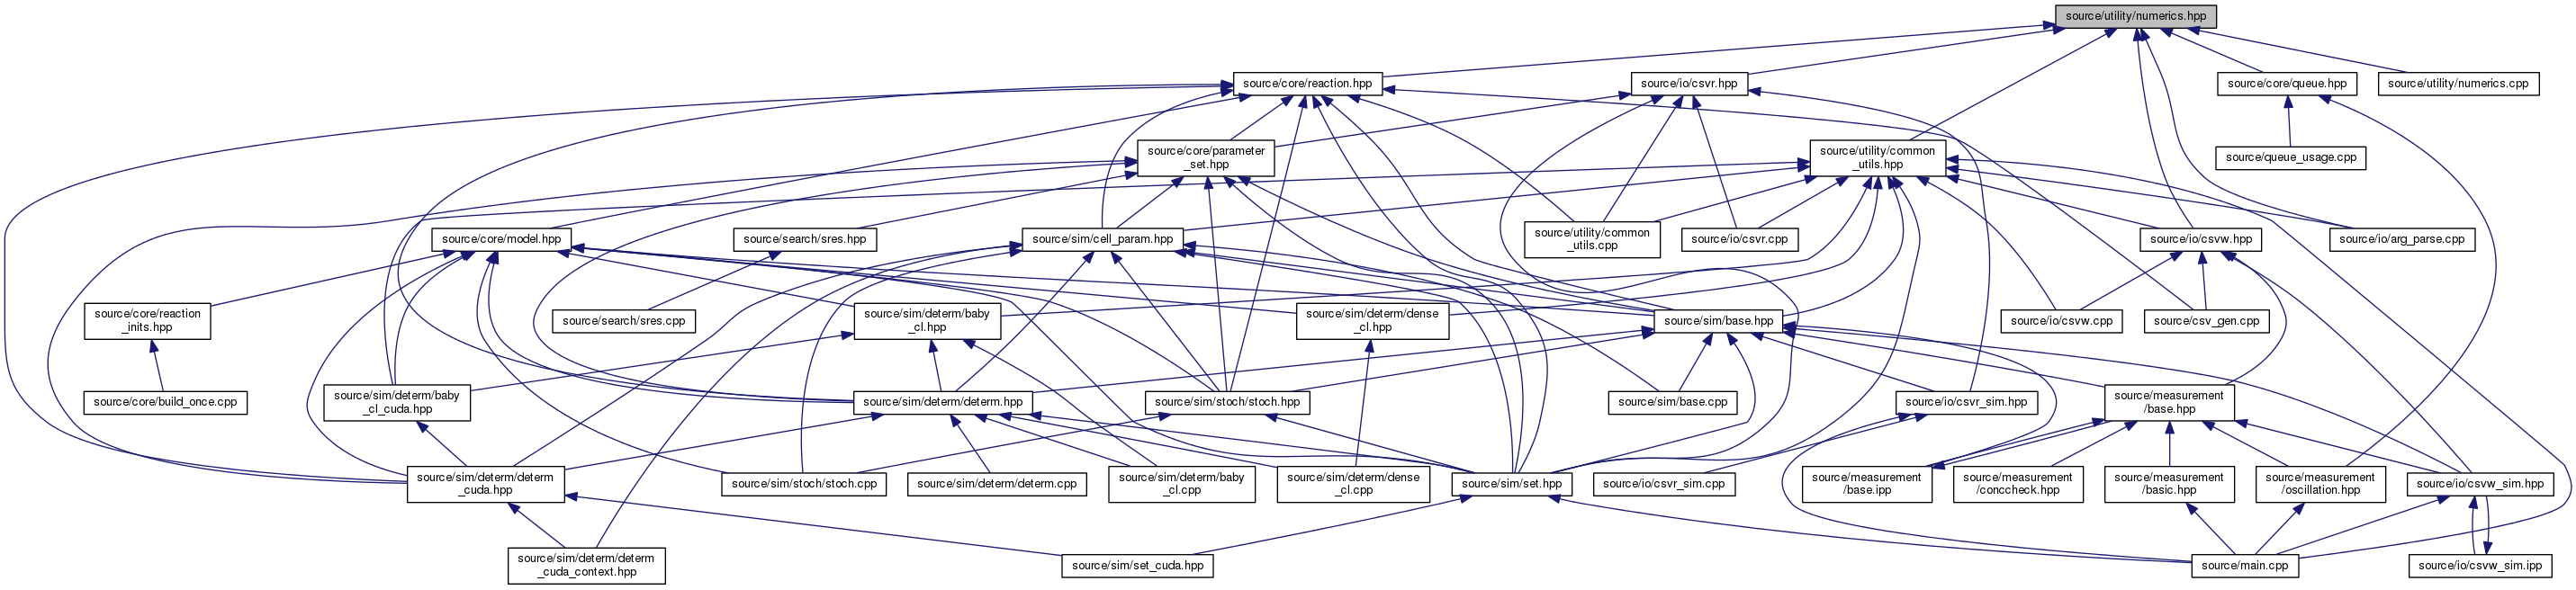 source/utility/numerics.hpp
source/core/reaction.hpp
source/io/csvr.hpp
source/core/queue.hpp
source/utility/numerics.cpp
source/core/parameter
_set.hpp
source/utility/common
_utils.hpp
source/queue_usage.cpp
source/core/model.hpp
source/search/sres.hpp
source/sim/cell_param.hpp
source/utility/common
_utils.cpp
source/io/csvr.cpp
source/io/csvw.hpp
source/io/arg_parse.cpp
source/core/reaction
_inits.hpp
source/search/sres.cpp
source/sim/determ/baby
_cl.hpp
source/sim/determ/dense
_cl.hpp
source/sim/base.hpp
source/io/csvw.cpp
source/csv_gen.cpp
source/core/build_once.cpp
source/sim/determ/baby
_cl_cuda.hpp
source/sim/determ/determ.hpp
source/sim/stoch/stoch.hpp
source/sim/base.cpp
source/io/csvr_sim.hpp
source/measurement
/base.hpp
source/sim/determ/determ
_cuda.hpp
source/sim/stoch/stoch.cpp
source/sim/determ/determ.cpp
source/sim/determ/baby
_cl.cpp
source/sim/determ/dense
_cl.cpp
source/sim/set.hpp
source/io/csvr_sim.cpp
source/measurement
/base.ipp
source/measurement
/conccheck.hpp
source/measurement
/basic.hpp
source/measurement
/oscillation.hpp
source/io/csvw_sim.hpp
source/sim/determ/determ
_cuda_context.hpp
source/sim/set_cuda.hpp
source/main.cpp
source/io/csvw_sim.ipp